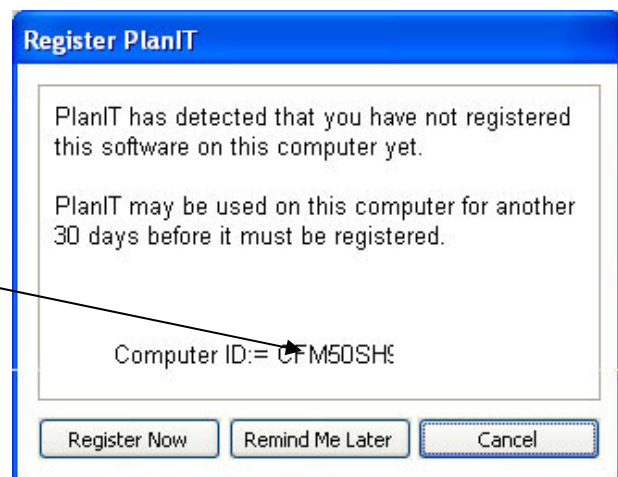 Register PlanIT
PlanIT has detected that you have not registered
this software on this computer yet.
PlanIT may be used on this computer for another
30 days before it must be registered.
Computer ID:=
Register Now
Remind Me Later
Cancel